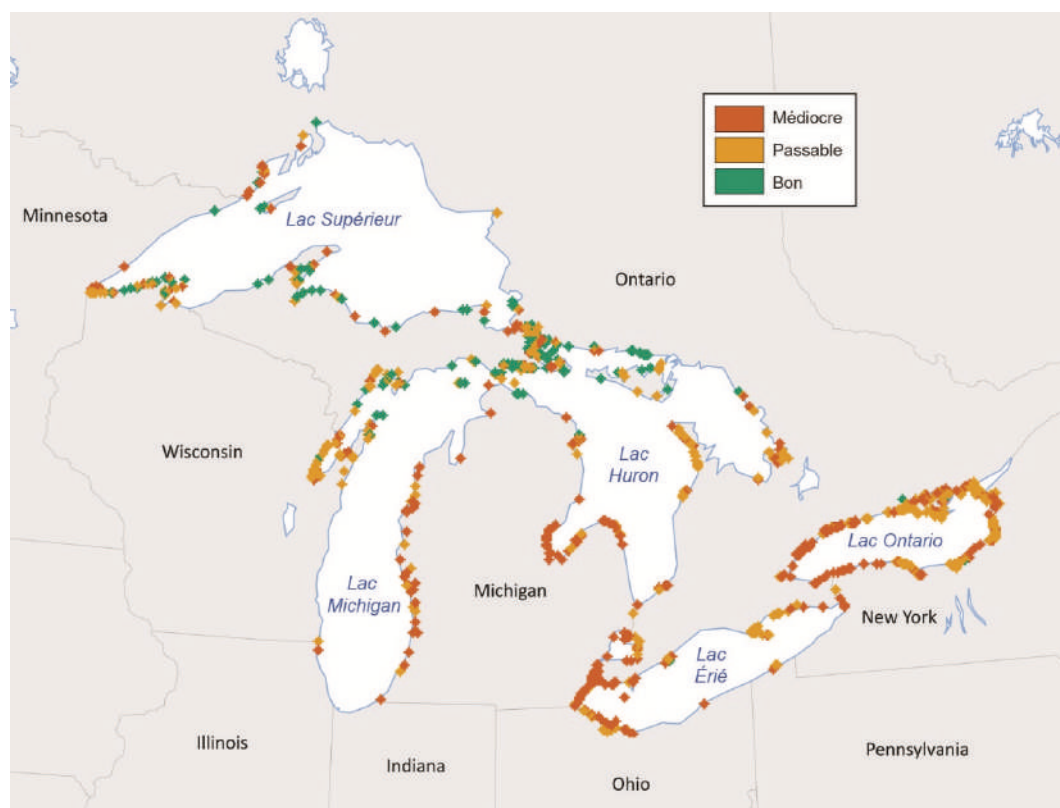 Médiocre
Passable
Bon
Minnesota
Lac Supérieur
Ontario
Wisconsin
Lac
Huron
Lac Ontario
Lac
Michigan
Michigan
New York
Lac
Érié
Illinois
Indiana
Ohio
Pennsylvania